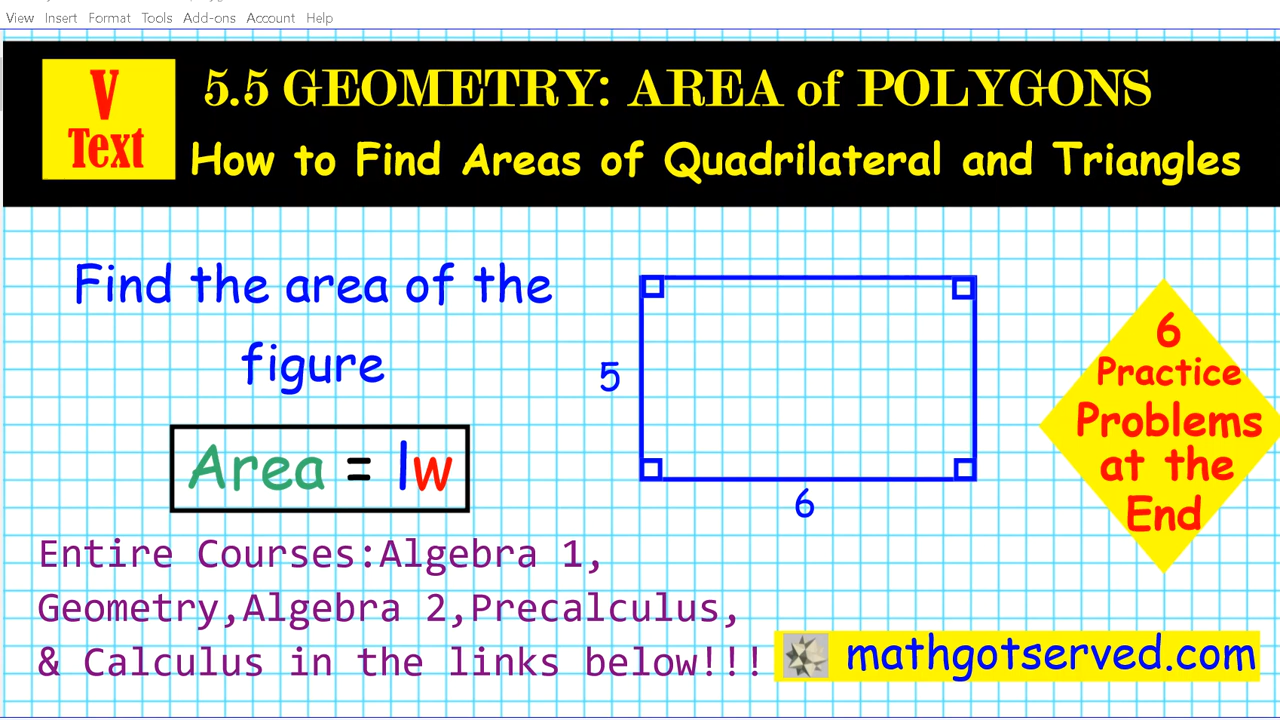 View Insert Format Tools Add-ons Account Help
V
Text
5.5 GEOMETRY: AREA of POLYGONS
How to Find Areas of Quadrilateral and Triangles
Find the area of the
figure
Area = lw
5
6
6
Practice
Problems
at the
End
Entire Courses:Algebra 1,
Geometry,Algebra 2,Precalculus,
& Calculus in the links below!!!
mathgotserved.com